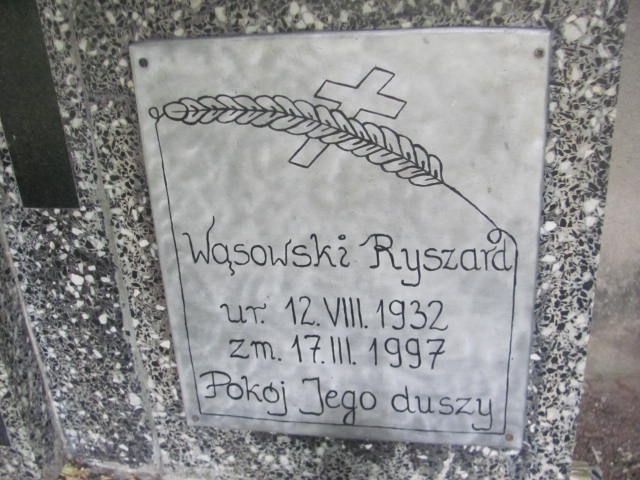 Wąsowski Ryszard
ur. 12. VIII. 1932
zm. 17. III. 1997
Pokój Jego duszy